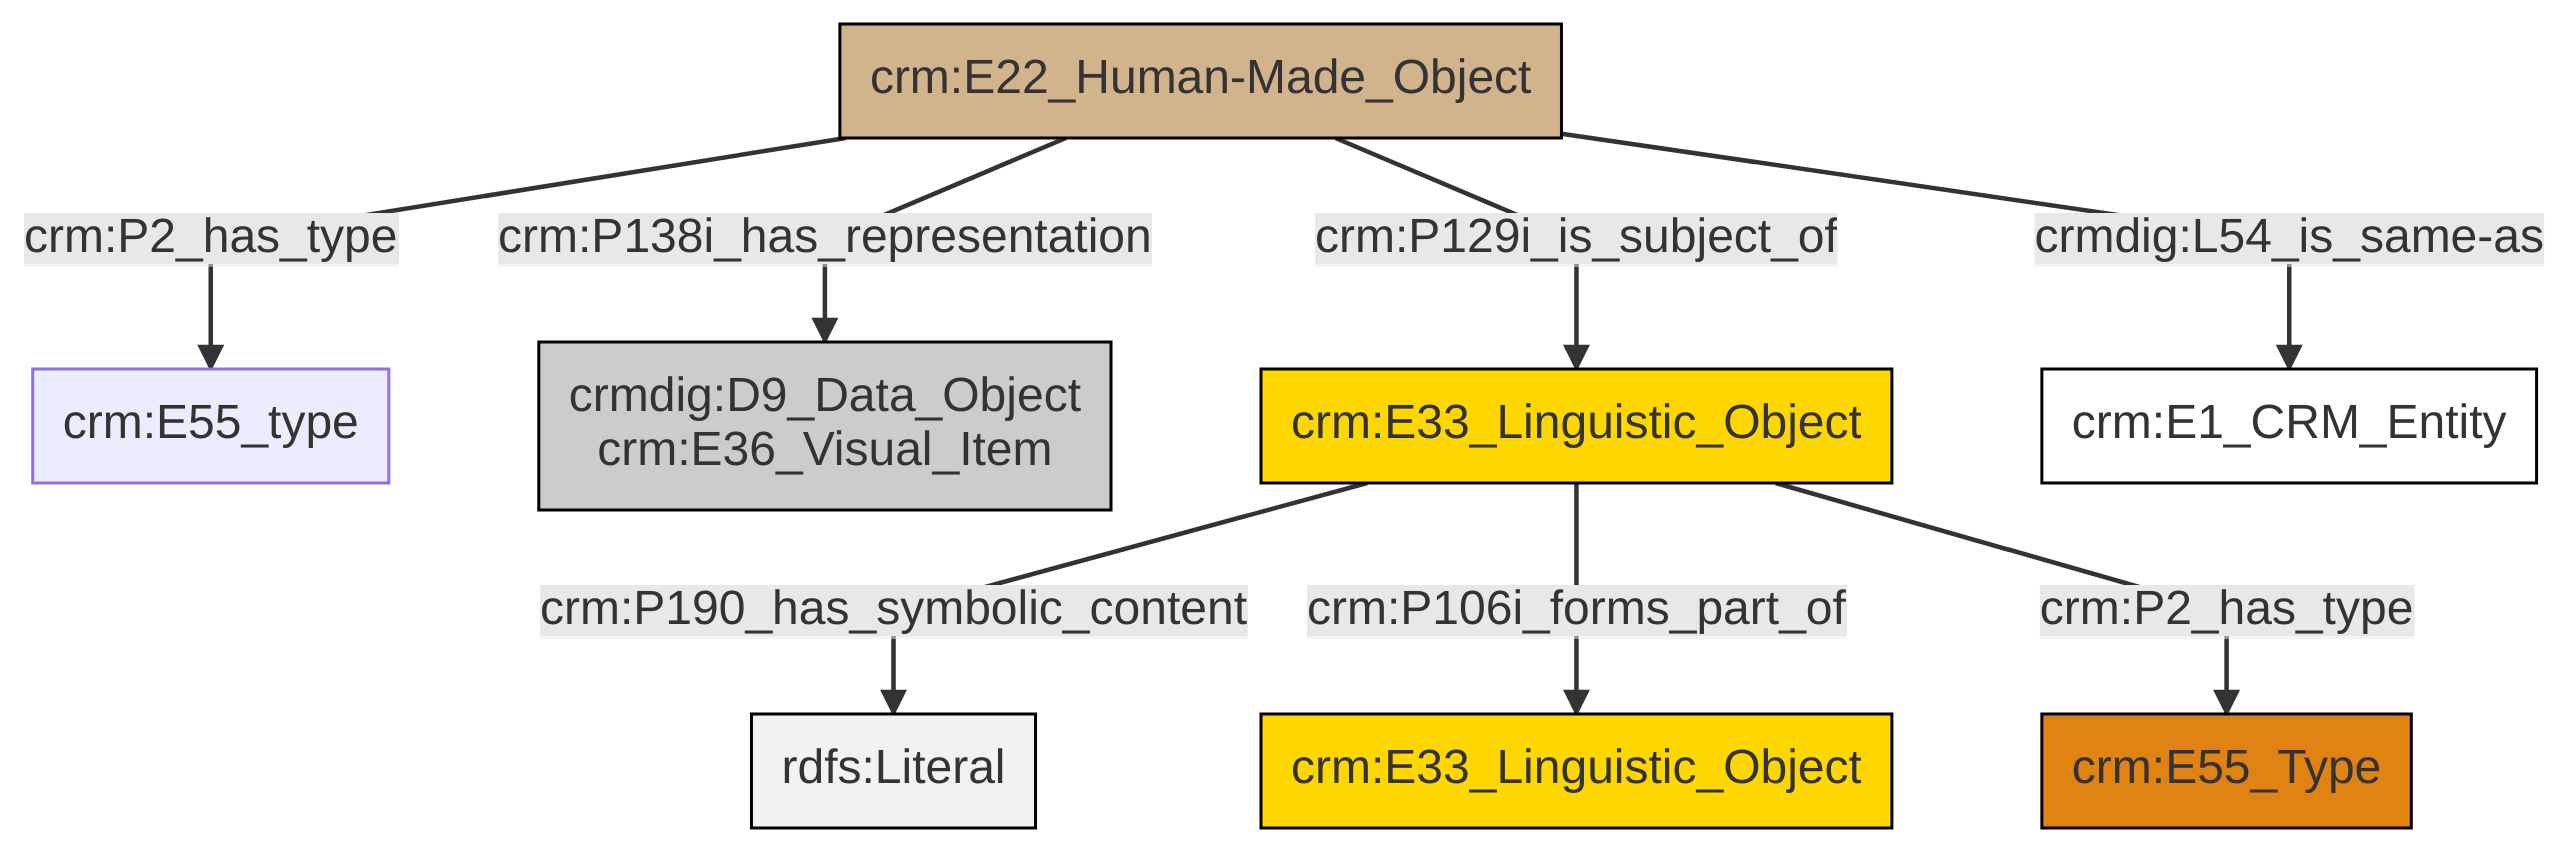 crm:E22_Human-Made_Object
crm:P2_has_type
crm:P138i_has_representation
crm:P129i_is_subject_of
crmdig:L54_is_same-as
crm:E55_type
crmdig:D9_Data_Object
crm:E36_Visual_Item
crm:E33_Linguistic_Object
crm:E1_CRM_Entity
crm:P190_has_symbolic_content
crm:P106i_forms_part_of
crm:P2_has_type
rdfs:Literal
crm:E33_Linguistic_Object
crm:E55_Type